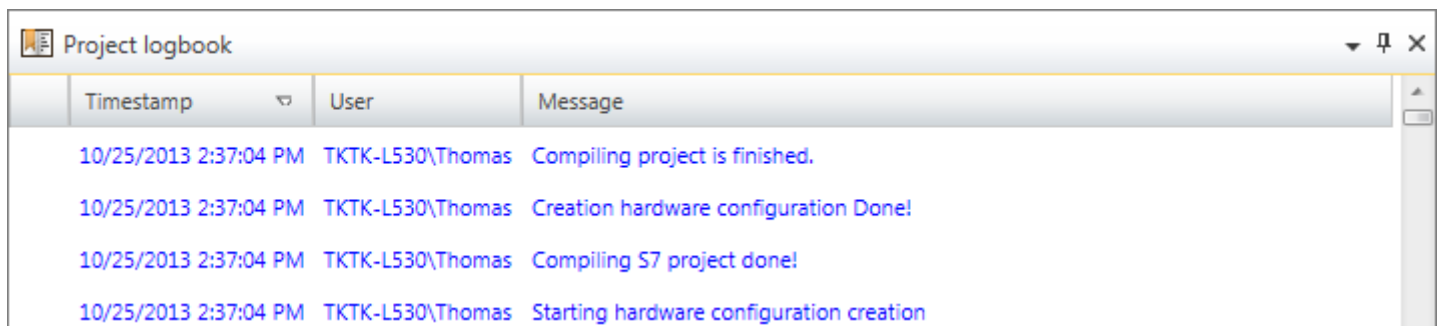 Project logbook
Timestamp User Message
10/25/2013 2:37:04 PM TKTK-L530\Thomas Compiling project is finished.
10/25/2013 2:37:04 PM TKTK-L530\Thomas Creation hardware configuration Done!
10/25/2013 2:37:04 PM TKTK-L530\Thomas Compiling S7 project done!
10/25/2013 2:37:04 PM TKTK-L530\Thomas Starting hardware configuration creation